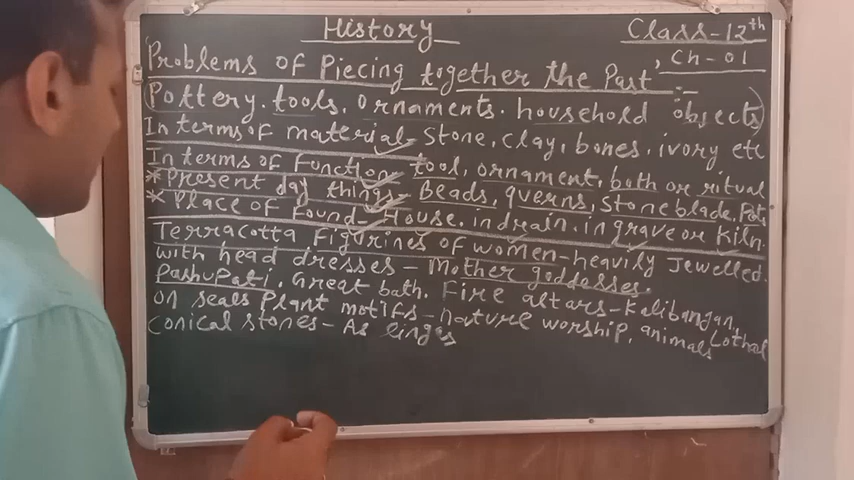 History
Class-12th
, Ch-01
Problems of Piecing together the Past :-
(Pottery. tools. ornaments. household objects)
In terms of material- Stone, clay, bones, ivory etc
In terms of Function- tool, ornament, both or ritual
* Present day things- Beads, querns, Stone blade, Pots
* Place of Found- House, in drain, in grave or Kiln.
Terracotta Figurines of women-heavily Jewelled.
with head dresses - Mother goddesses.
Pashupati. Great bath. Fire altars-Kalibangan, Lothal
on seals Plant motifs-nature worship, animals
conical stones- As lingas